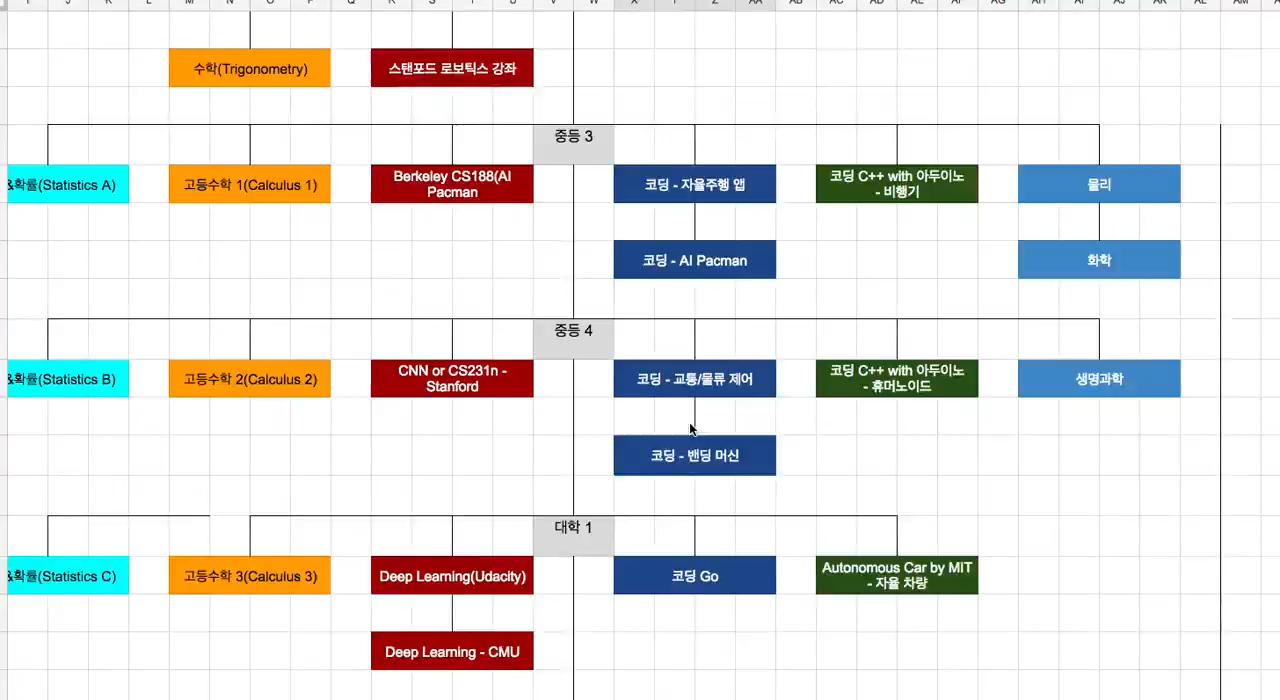 수학(Trigonometry)
스탠포드 로보틱스 강좌
중등 3
&확률(Statistics A)
고등수학 1(Calculus 1)
Berkeley CS188(AI
Pacman
코딩 - 자율주행 앱
코딩 C++ with 아두이노
- 비행기
물리
코딩 - AI Pacman
화학
중등 4
&확률(Statistics B)
고등수학 2(Calculus 2)
CNN or CS231n -
Stanford
코딩 - 교통/물류 제어
코딩 C++ with 아두이노
- 휴머노이드
생명과학
코딩 - 밴딩 머신
대학 1
&확률(Statistics C)
고등수학 3(Calculus 3)
Deep Learning(Udacity)
코딩 Go
Autonomous Car by MIT
- 자율 차량
Deep Learning - CMU